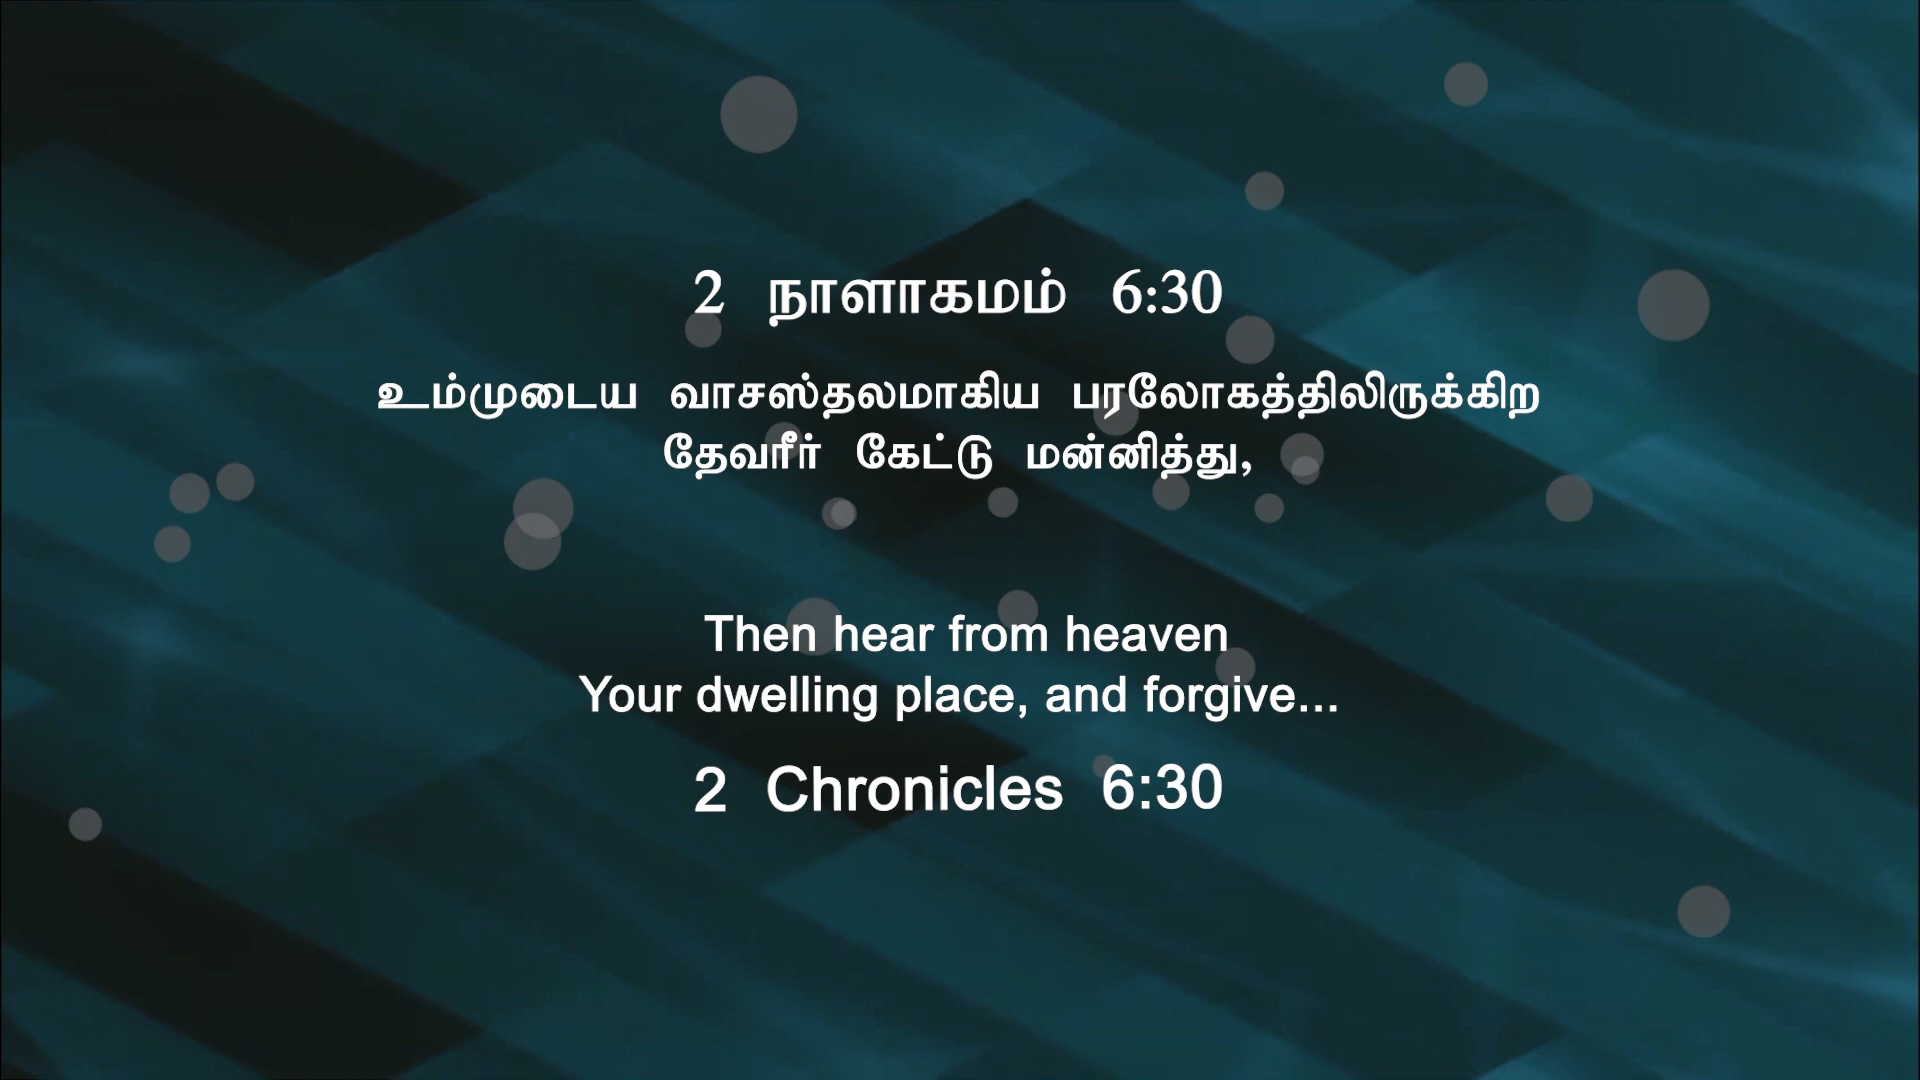 2 நாளாகமம் 6:30
உம்முடைய வாசஸ்தலமாகிய பரலோகத்திலிருக்கிற
தேவரீர் கேட்டு மன்னித்து,
Then hear from heaven
Your dwelling place, and forgive...
2 Chronicles 6:30